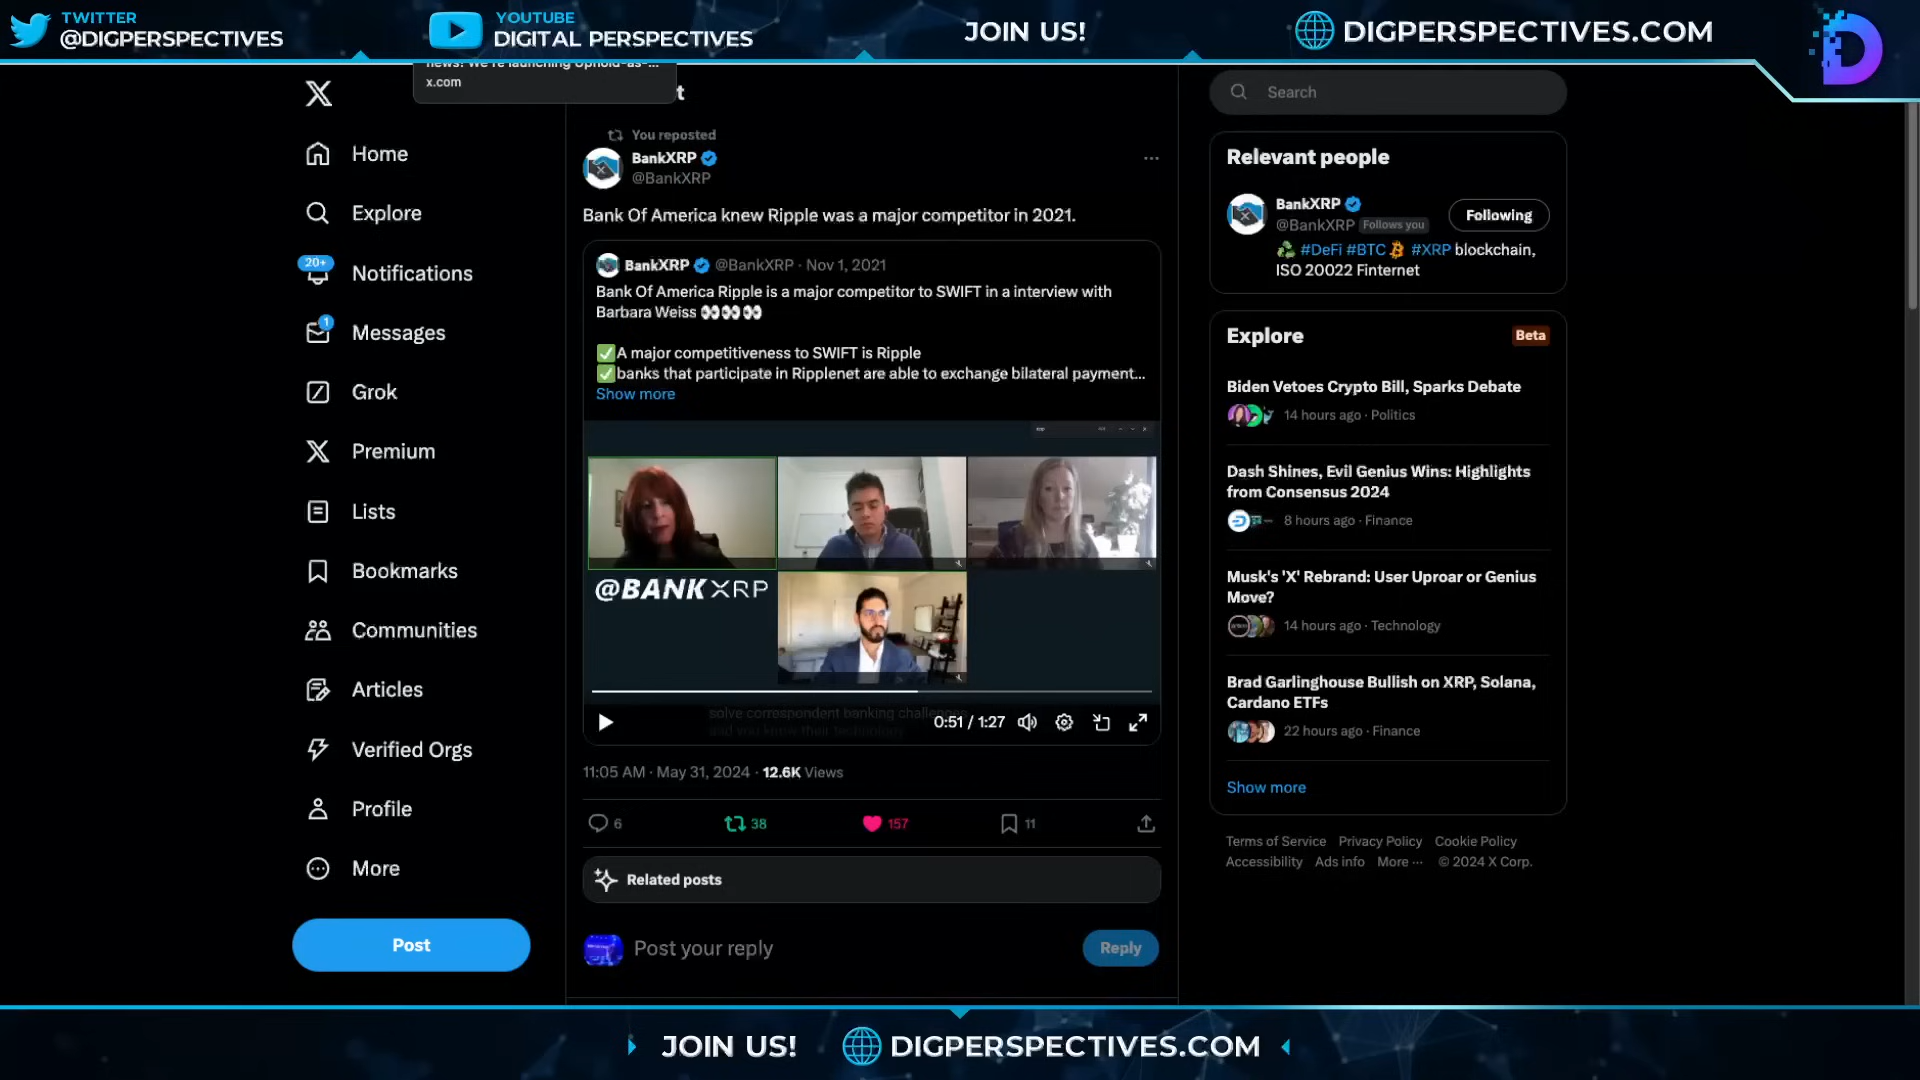 TWITTER
@DIGPERSPECTIVES
YOUTUBE
DIGITAL PERSPECTIVES
JOIN US!
DIGPERSPECTIVES.COM
x.com
Home
Explore
20+
Notifications
1
Messages
Grok
Premium
Lists
Bookmarks
Communities
Articles
Verified Orgs
Profile
More
Post
You reposted
BankXRP
@BankXRP
Bank Of America knew Ripple was a major competitor in 2021.
BankXRP @BankXRP · Nov 1, 2021
Bank Of America Ripple is a major competitor to SWIFT in a interview with
Barbara Weiss 👀👀👀
✅A major competitiveness to SWIFT is Ripple
✅banks that participate in Ripplenet are able to exchange bilateral payment...
Show more
@BANKXRP
solve correspondent banking challenges
and you know their technology
0:51 / 1:27
11:05 AM · May 31, 2024 · 12.6K Views
6
38
157
11
Related posts
Post your reply
Reply
Search
Relevant people
BankXRP
@BankXRP Follows you
Following
♻️ #DeFi #BTC #XRP blockchain,
ISO 20022 Finternet
Explore
Beta
Biden Vetoes Crypto Bill, Sparks Debate
14 hours ago · Politics
Dash Shines, Evil Genius Wins: Highlights
from Consensus 2024
8 hours ago · Finance
Musk's 'X' Rebrand: User Uproar or Genius
Move?
14 hours ago · Technology
Brad Garlinghouse Bullish on XRP, Solana,
Cardano ETFs
22 hours ago · Finance
Show more
Terms of Service Privacy Policy Cookie Policy
Accessibility Ads info More ··· © 2024 X Corp.
JOIN US!
DIGPERSPECTIVES.COM